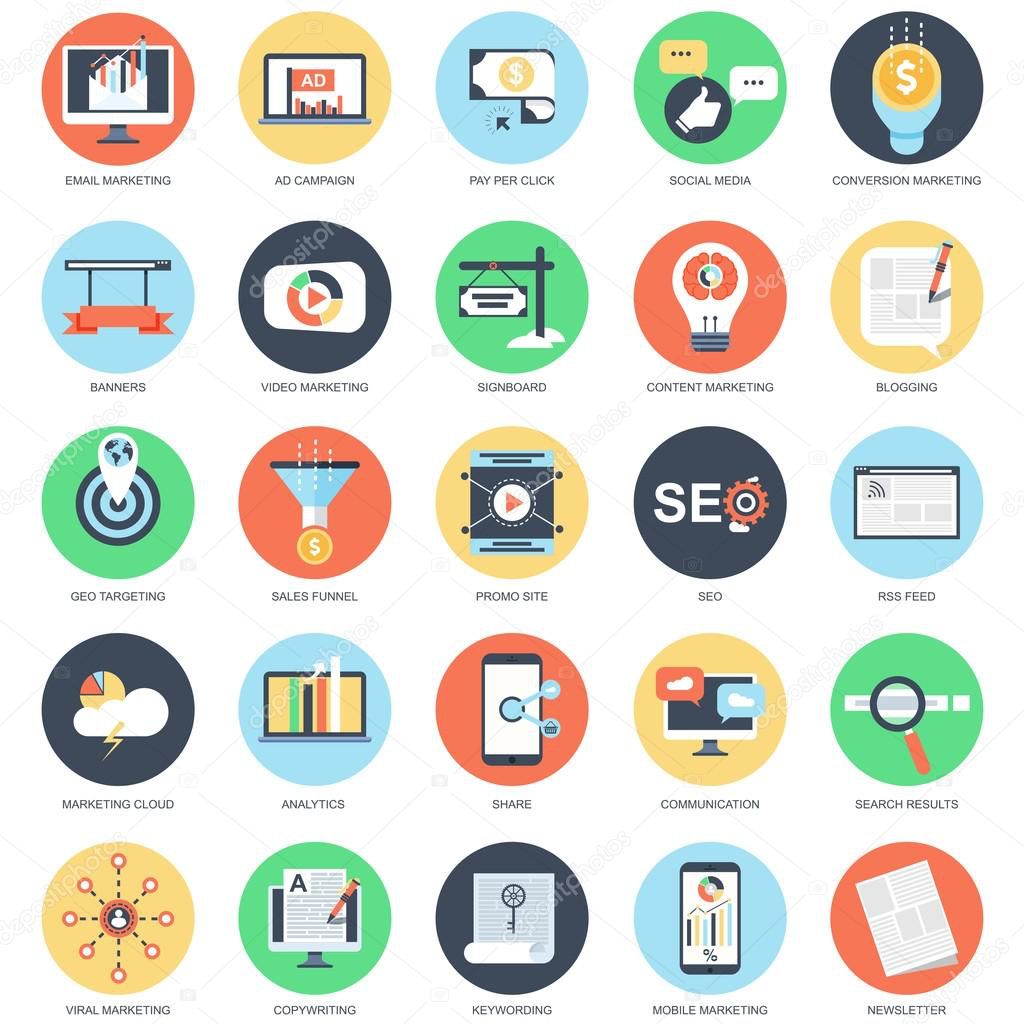 AD
$
$
EMAIL MARKETING
AD CAMPAIGN
PAY PER CLICK
SOCIAL MEDIA
CONVERSION MARKETING
BANNERS
VIDEO MARKETING
SIGNBOARD
CONTENT MARKETING
BLOGGING
$
SEO
GEO TARGETING
SALES FUNNEL
PROMO SITE
SEO
RSS FEED
MARKETING CLOUD
ANALYTICS
SHARE
COMMUNICATION
SEARCH RESULTS
A
%
VIRAL MARKETING
COPYWRITING
KEYWORDING
MOBILE MARKETING
NEWSLETTER
depositphotos